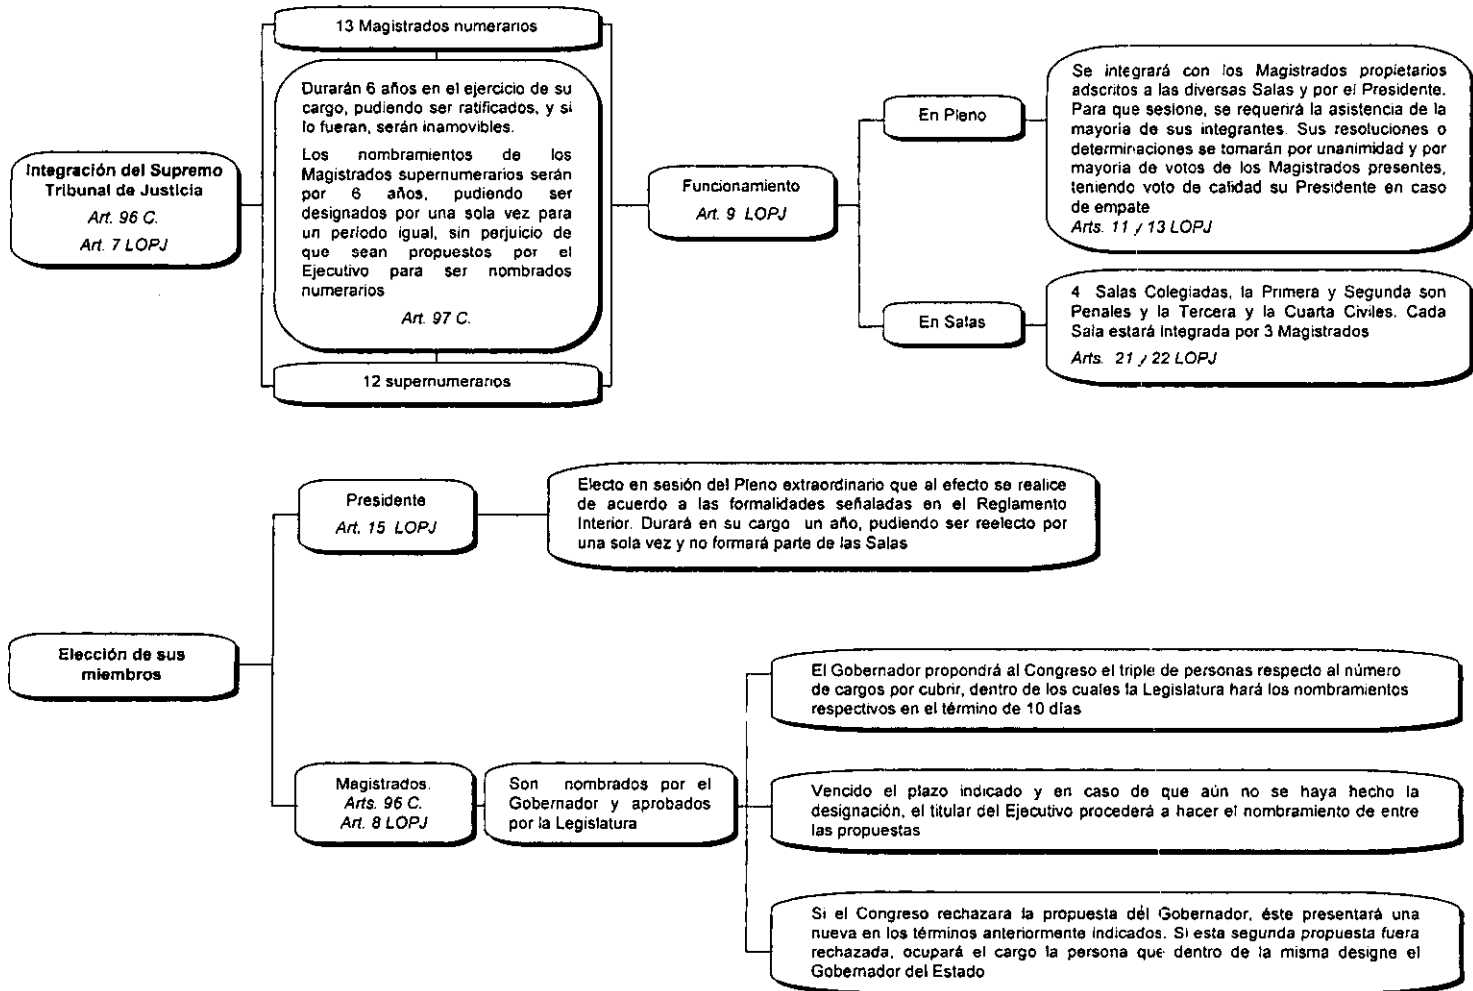 Integración del Supremo
Tribunal de Justicia
Art. 96 C.
Art. 7 LOPJ
13 Magistrados numerarios
Durarán 6 años en el ejercicio de su
cargo, pudiendo ser ratificados, y si
lo fueran, serán inamovibles.
Los nombramientos de los
Magistrados supernumerarios serán
por 6 años, pudiendo ser
designados por una sola vez para
un período igual, sin perjuicio de
que sean propuestos por el
Ejecutivo para ser nombrados
numerarios
Art. 97 C.
12 supernumerarios
Funcionamiento
Art. 9 LOPJ
En Pleno
Se integrará con los Magistrados propietarios
adscritos a las diversas Salas y por el Presidente.
Para que sesione, se requerirá la asistencia de la
mayoría de sus integrantes. Sus resoluciones o
determinaciones se tomarán por unanimidad y por
mayoría de votos de los Magistrados presentes,
teniendo voto de calidad su Presidente en caso
de empate
Arts. 11 y 13 LOPJ
En Salas
4 Salas Colegiadas, la Primera y Segunda son
Penales y la Tercera y la Cuarta Civiles. Cada
Sala estará integrada por 3 Magistrados
Arts. 21 y 22 LOPJ
Elección de sus
miembros
Presidente
Art. 15 LOPJ
Electo en sesión del Pleno extraordinario que al efecto se realice
de acuerdo a las formalidades señaladas en el Reglamento
Interior. Durará en su cargo un año, pudiendo ser reelecto por
una sola vez y no formará parte de las Salas
Magistrados.
Arts. 96 C.
Art. 8 LOPJ
Son nombrados por el
Gobernador y aprobados
por la Legislatura
El Gobernador propondrá al Congreso el triple de personas respecto al número
de cargos por cubrir, dentro de los cuales la Legislatura hará los nombramientos
respectivos en el término de 10 días
Vencido el plazo indicado y en caso de que aún no se haya hecho la
designación, el titular del Ejecutivo procederá a hacer el nombramiento de entre
las propuestas
Si el Congreso rechazara la propuesta del Gobernador, éste presentará una
nueva en los términos anteriormente indicados. Si esta segunda propuesta fuera
rechazada, ocupará el cargo la persona que dentro de la misma designe el
Gobernador del Estado